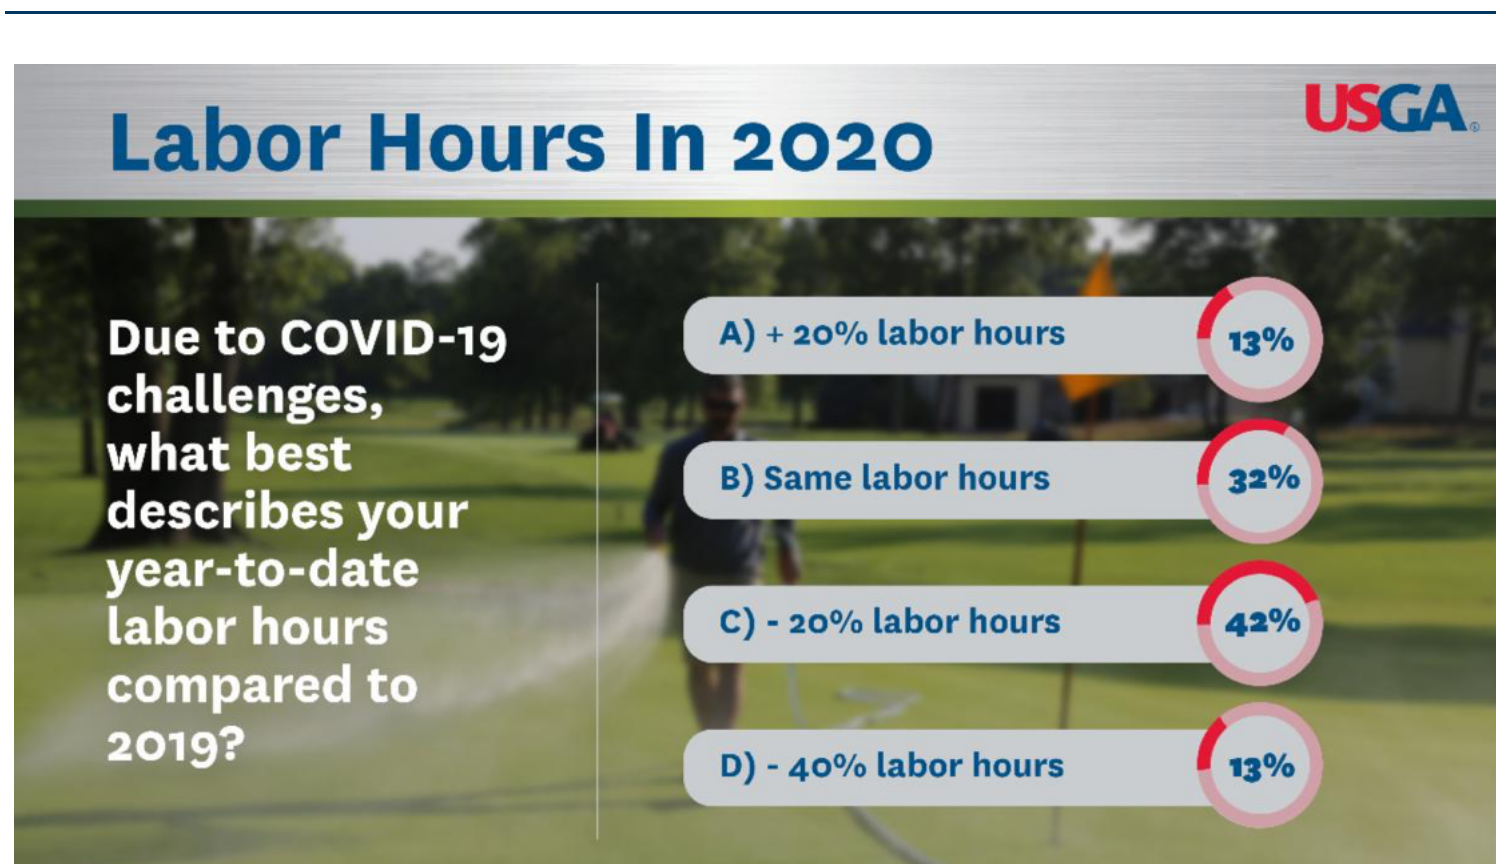 Labor Hours In 2020
USGA
Due to COVID-19
challenges,
what best
describes your
year-to-date
labor hours
compared to
2019?
A) + 20% labor hours
13%
B) Same labor hours
32%
C) - 20% labor hours
42%
D) - 40% labor hours
13%